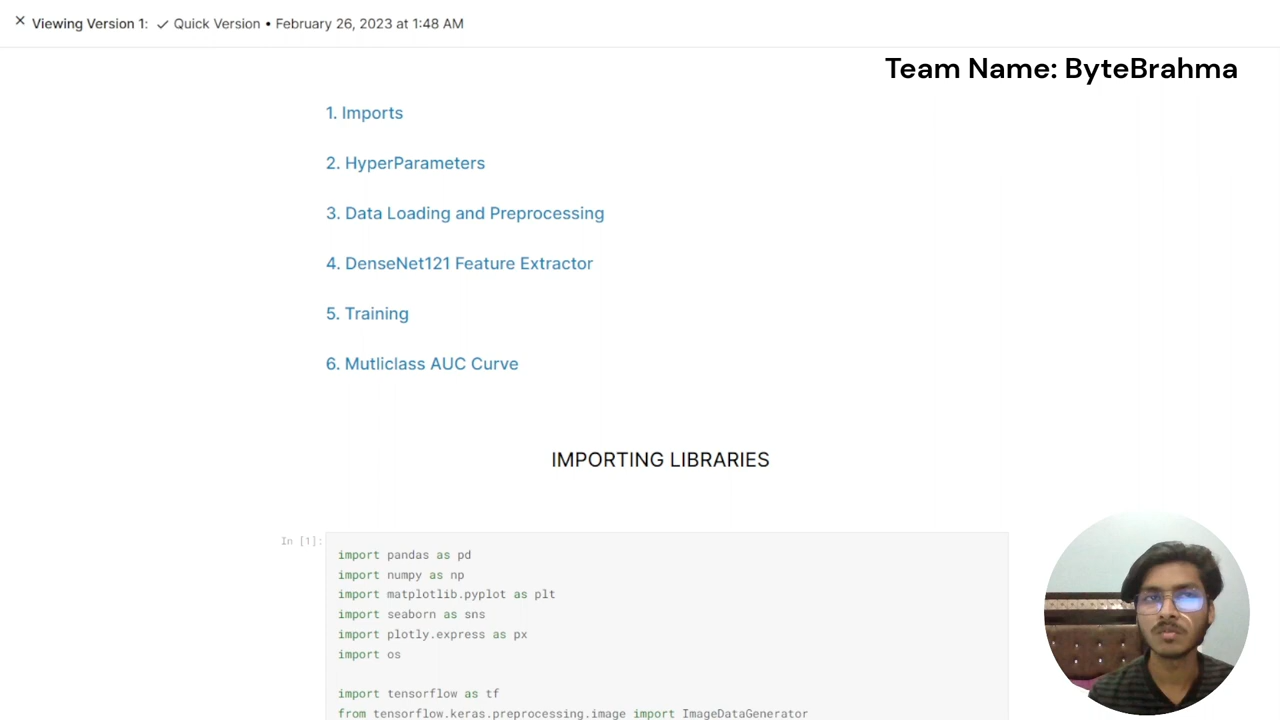 Viewing Version 1: Quick Version • February 26, 2023 at 1:48 AM
Team Name: ByteBrahma
1. Imports
2. HyperParameters
3. Data Loading and Preprocessing
4. DenseNet121 Feature Extractor
5. Training
6. Mutliclass AUC Curve
IMPORTING LIBRARIES
In [1]:
import pandas as pd
import numpy as np
import matplotlib.pyplot as plt
import seaborn as sns
import plotly.express as px
import os
import tensorflow as tf
from tensorflow.keras.preprocessing.image import ImageDataGenerator